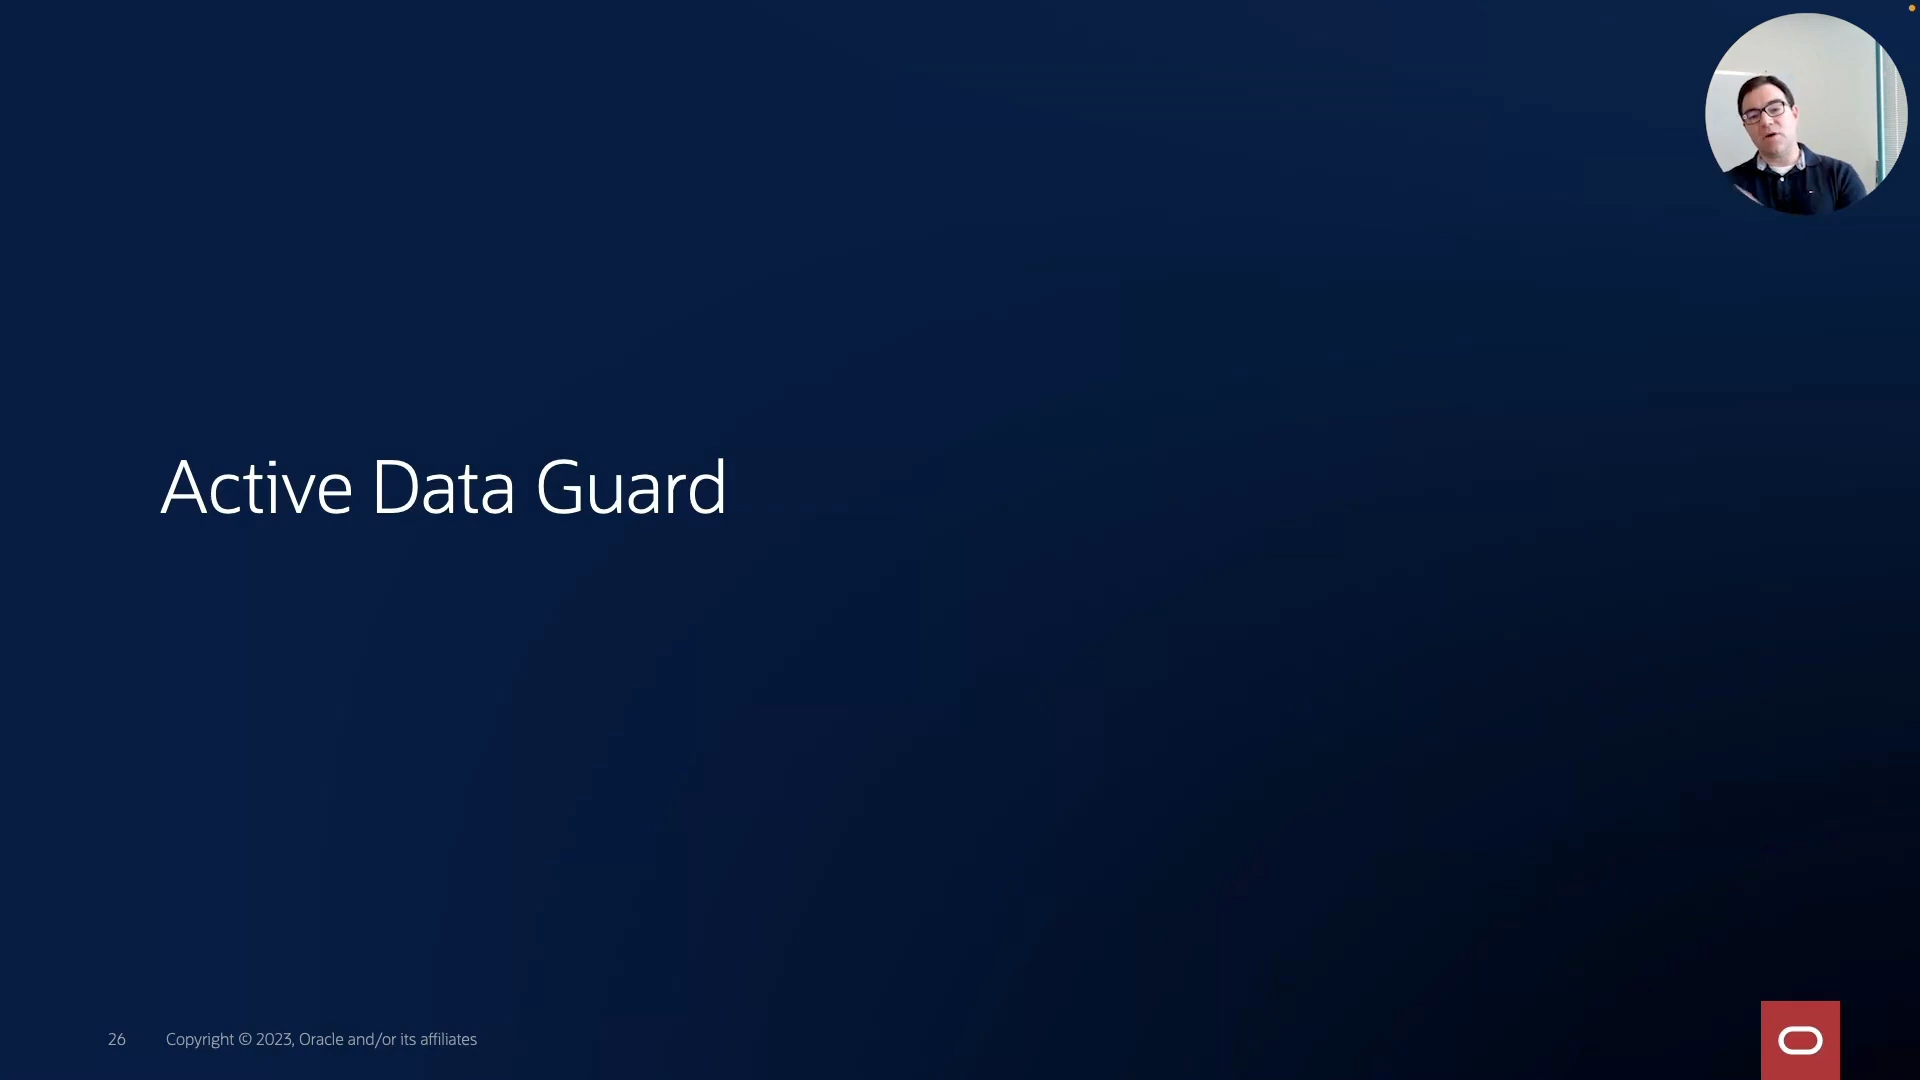 Active Data Guard
26 Copyright © 2023, Oracle and/or its affiliates